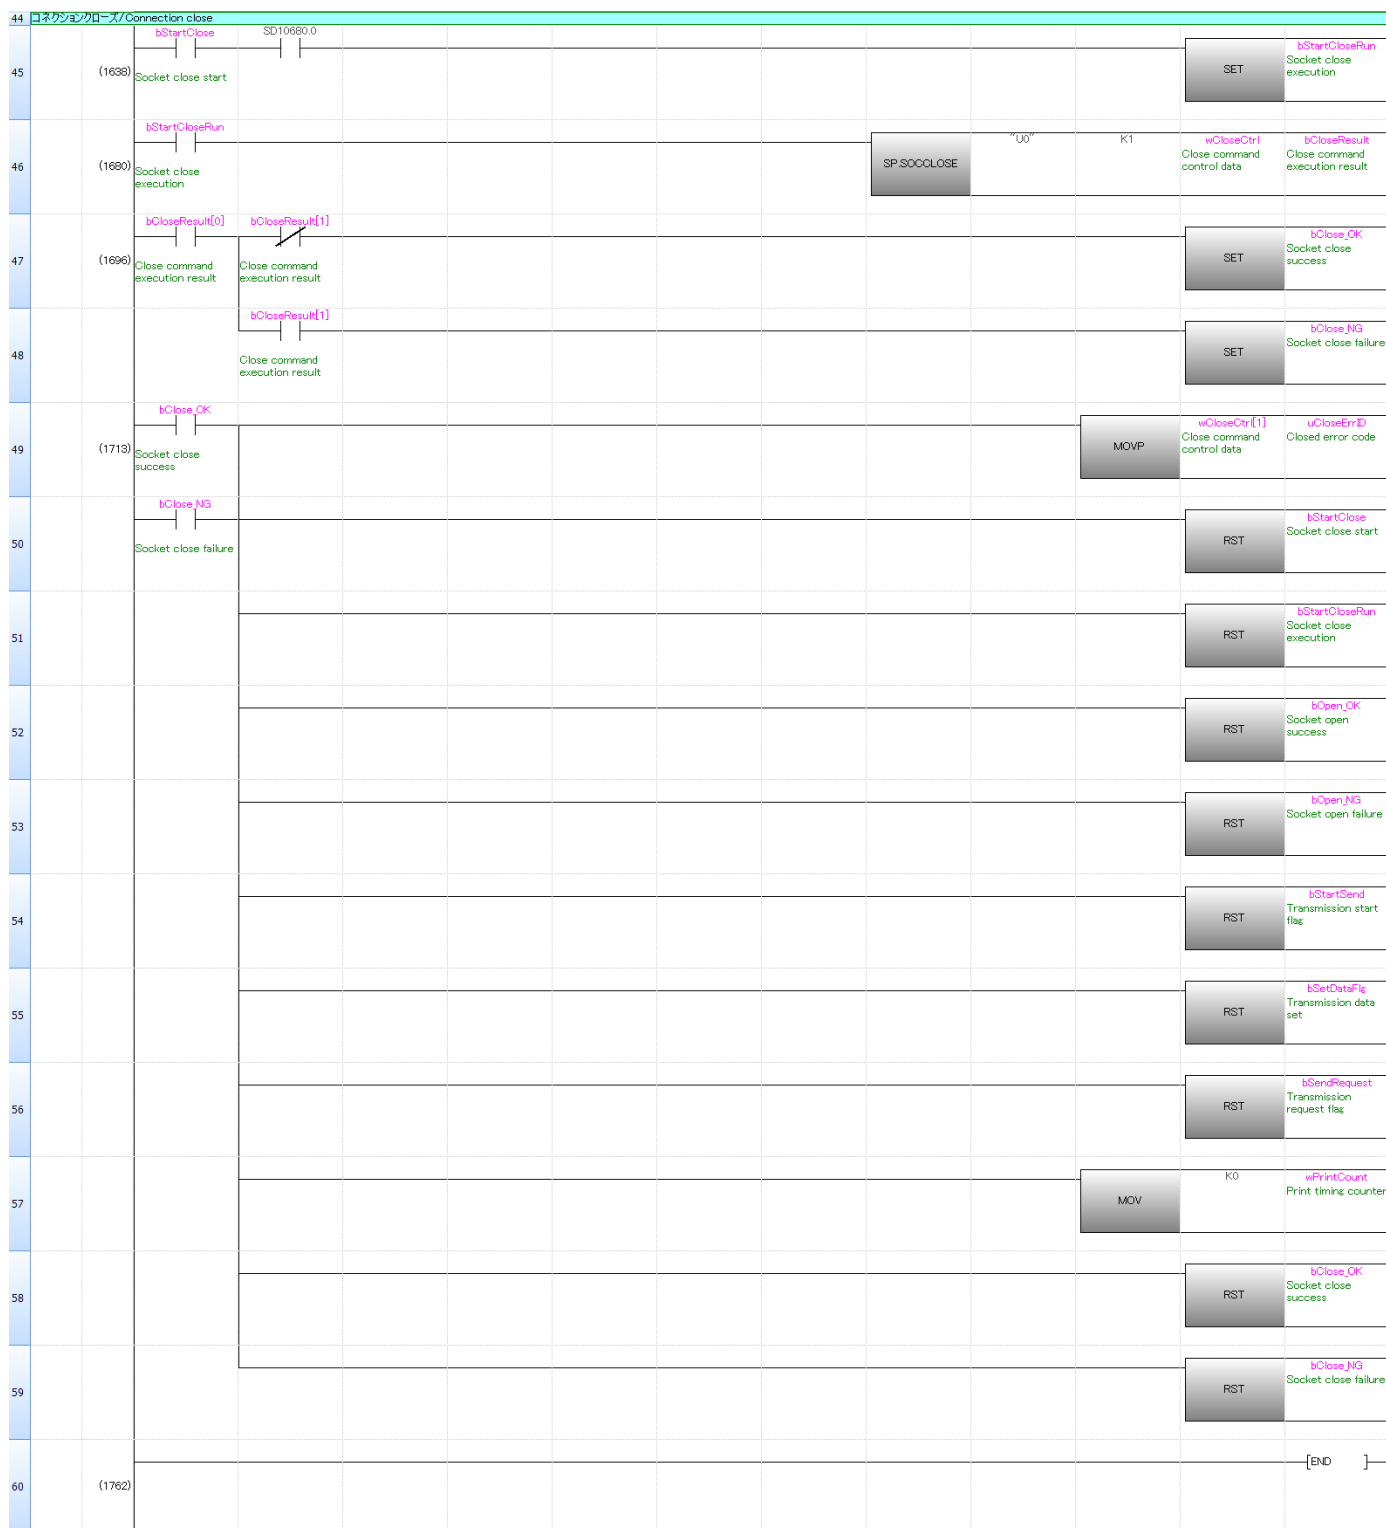 44 コネクションクローズ/Connection close
bStartClose SD10680.0 bStartCloseRun
45 (1638) Socket close start SET Socket close
execution
bStartCloseRun "U0" K1 wCloseCtrl bCloseResult
46 (1680) Socket close SP.SOCCLOSE Close command Close command
execution control data execution result
bCloseResult[0] bCloseResult[1] bClose_OK
47 (1696) Close command Close command SET Socket close
execution result execution result success
bCloseResult[1] bClose_NG
48 Close command SET Socket close failure
execution result
bClose_OK wCloseCtrl[1] uCloseErrID
49 (1713) Socket close MOVP Close command Closed error code
success control data
bClose_NG bStartClose
50 Socket close failure RST Socket close start
bStartCloseRun
51 RST Socket close
execution
bOpen_OK
52 RST Socket open
success
bOpen_NG
53 RST Socket open failure
bStartSend
54 RST Transmission start
flag
bSetDataFlg
55 RST Transmission data
set
bSendRequest
56 RST Transmission
request flag
K0 wPrintCount
57 MOV Print timing counter
bClose_OK
58 RST Socket close
success
bClose_NG
59 RST Socket close failure
[END ]
60 (1762)